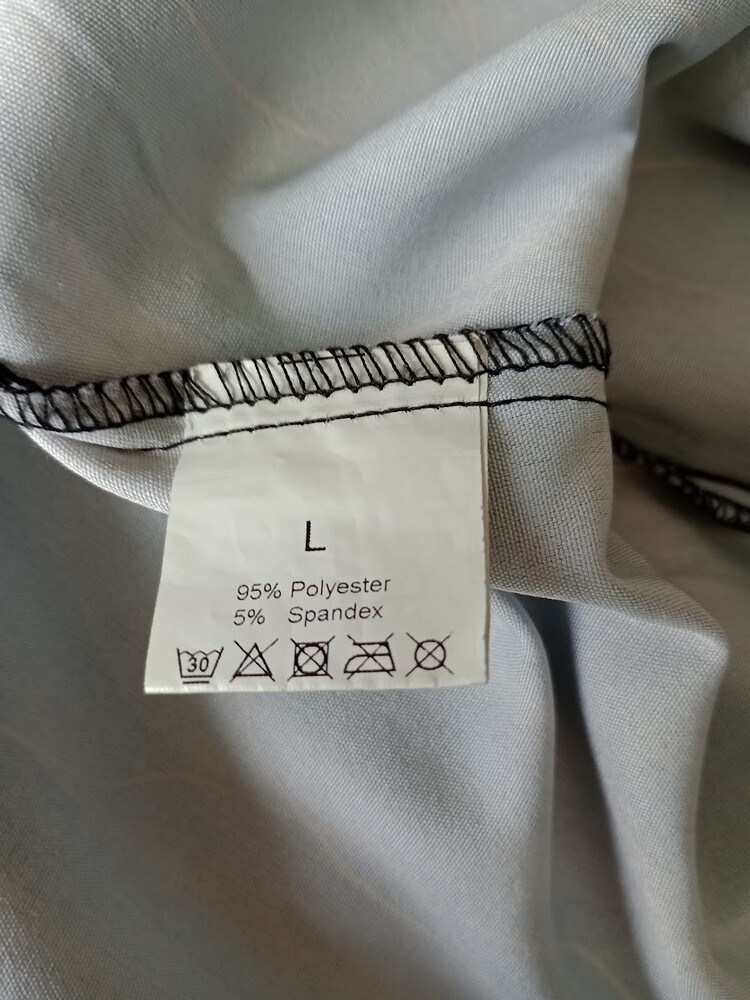 L
95% Polyester
5% Spandex
30